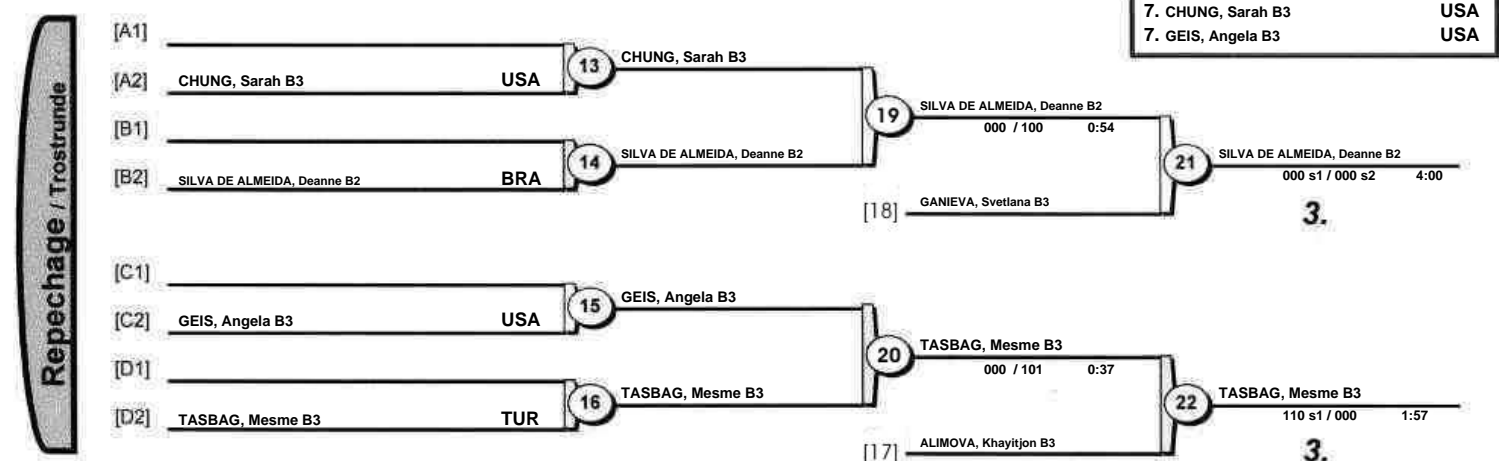 7. CHUNG, Sarah B3 USA
7. GEIS, Angela B3 USA
Repechage / Trostrunde
[A1]
[A2] CHUNG, Sarah B3 USA
13 CHUNG, Sarah B3
[B1]
[B2] SILVA DE ALMEIDA, Deanne B2 BRA
14 SILVA DE ALMEIDA, Deanne B2
19 SILVA DE ALMEIDA, Deanne B2
000 / 100 0:54
[18] GANIEVA, Svetlana B3
21 SILVA DE ALMEIDA, Deanne B2
000 s1 / 000 s2 4:00
3.
[C1]
[C2] GEIS, Angela B3 USA
15 GEIS, Angela B3
[D1]
[D2] TASBAG, Mesme B3 TUR
16 TASBAG, Mesme B3
20 TASBAG, Mesme B3
000 / 101 0:37
[17] ALIMOVA, Khayitjon B3
22 TASBAG, Mesme B3
110 s1 / 000 1:57
3.